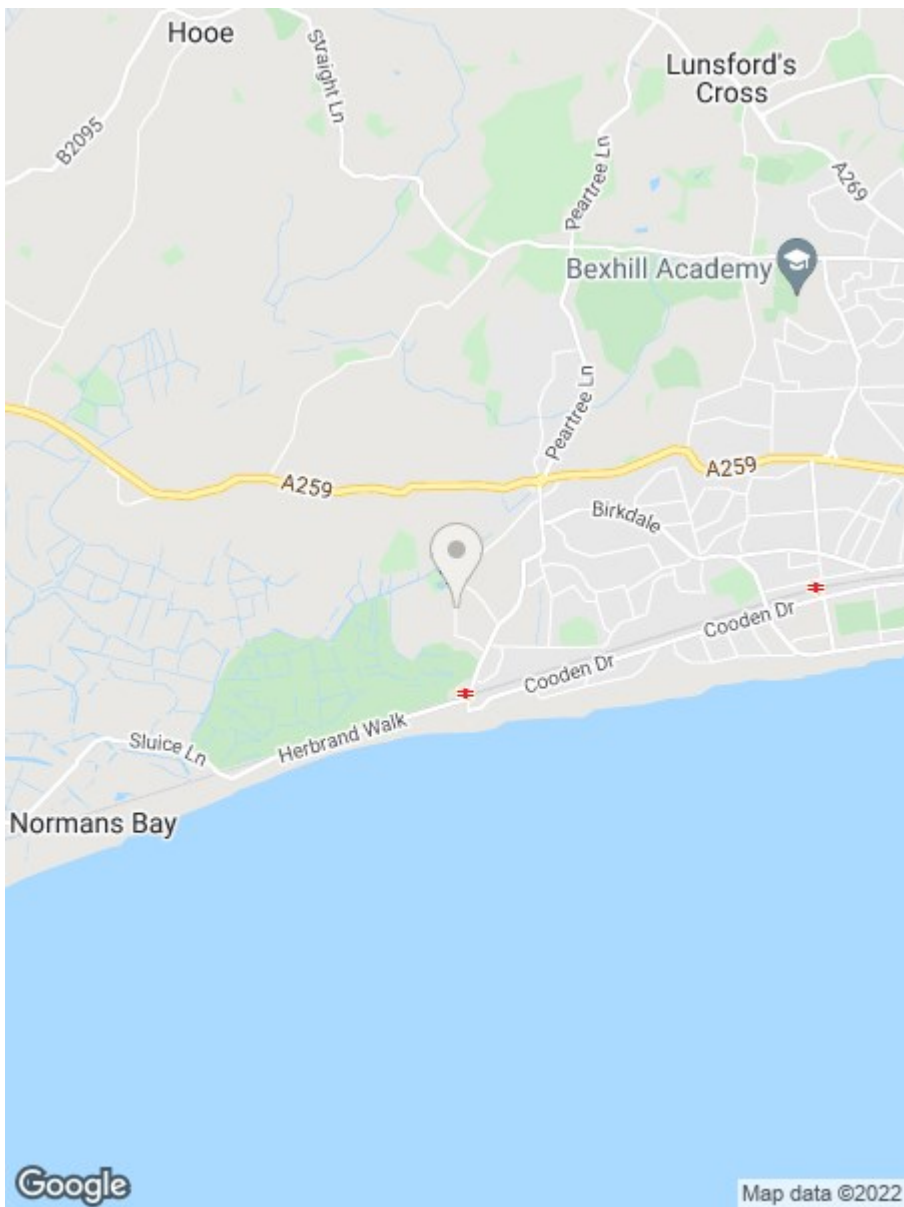 Hooe
Straight Ln
Lunsford's
Cross
B2095
Peartree Ln
A269
Bexhill Academy
Peartree Ln
A259
A259
Birkdale
Cooden Dr
Cooden Dr
Herbrand Walk
Sluice Ln
Normans Bay
Google
Map data ©2022